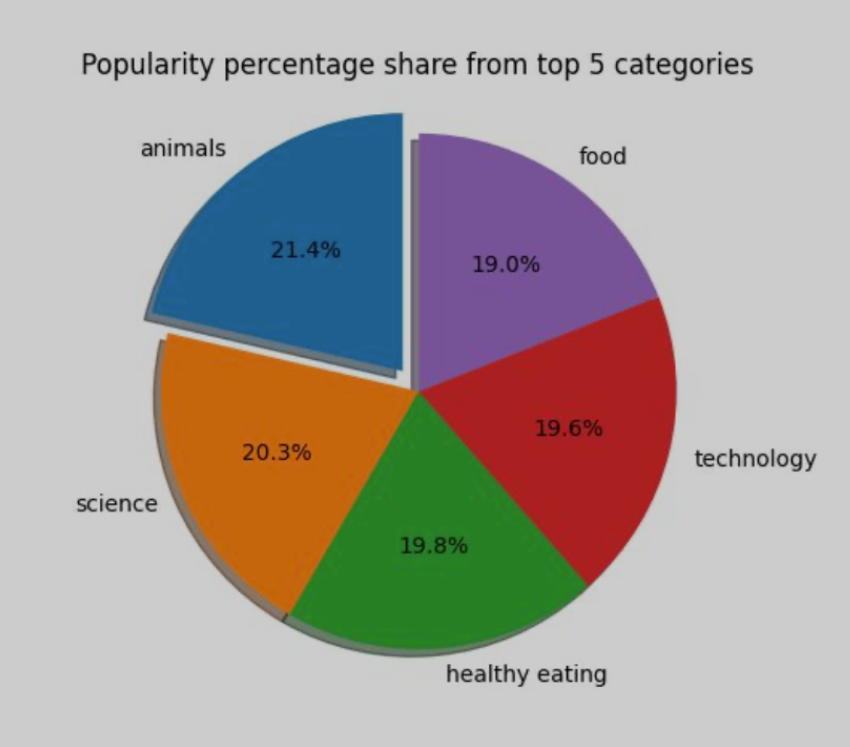 Popularity percentage share from top 5 categories
animals
food
21.4%
19.0%
19.6%
technology
20.3%
science
19.8%
healthy eating